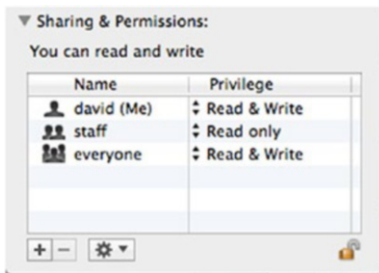 Sharing & Permissions:
You can read and write
Name Privilege
david (Me) Read & Write
staff Read only
everyone Read & Write